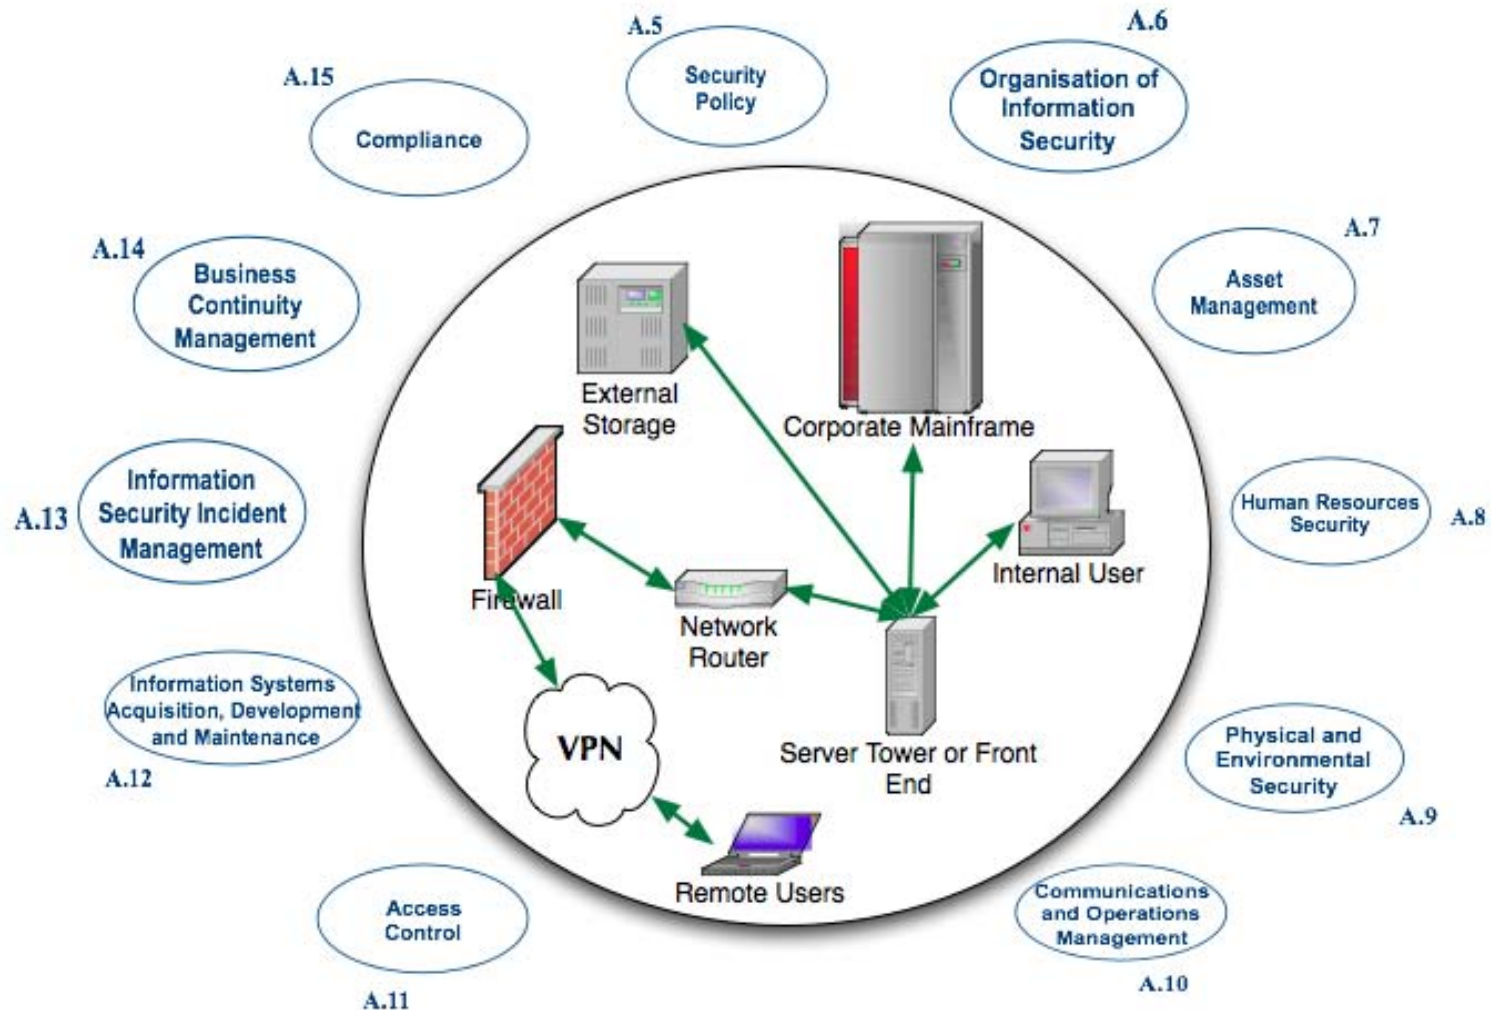 A.5
Security
Policy
A.6
Organisation of
Information
Security
A.7
Asset
Management
Human Resources
Security
A.8
Physical and
Environmental
Security
A.9
Communications
and Operations
Management
A.10
Access
Control
A.11
Information Systems
Acquisition, Development
and Maintenance
A.12
A.13
Information
Security Incident
Management
A.14
Business
Continuity
Management
A.15
Compliance
External
Storage
Corporate Mainframe
Internal User
Firewall
Network
Router
Server Tower or Front
End
VPN
Remote Users